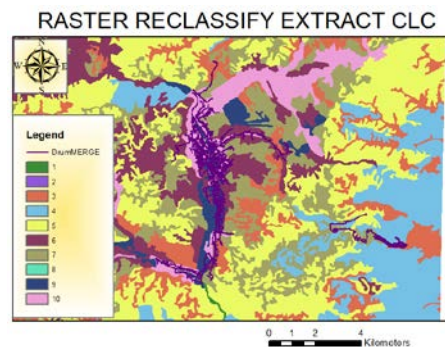 RASTER RECLASSIFY EXTRACT CLC
N
W E
S
Legend
DrumMERGE
1
2
3
4
5
6
7
8
9
10
0 1 2 4
Kilometers